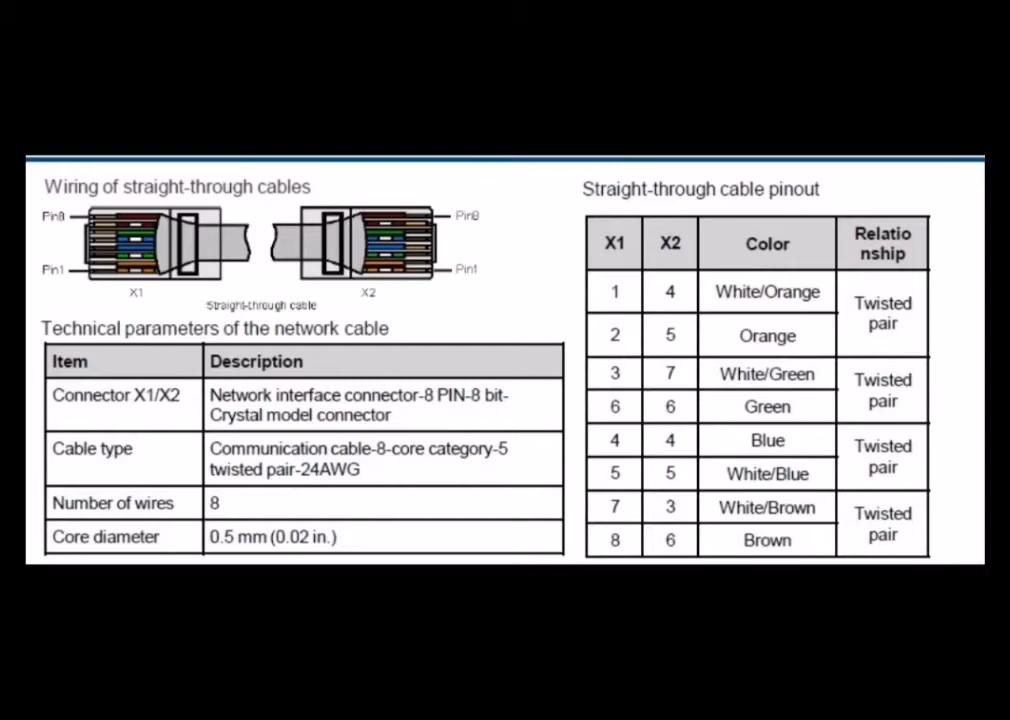 Wiring of straight-through cables
Pin8
Pin8
Pin1
Pin1
X1
X2
Straight-through cable
Technical parameters of the network cable
Item Description
Connector X1/X2 Network interface connector-8 PIN-8 bit-
Crystal model connector
Cable type Communication cable-8-core category-5
twisted pair-24AWG
Number of wires 8
Core diameter 0.5 mm (0.02 in.)
Straight-through cable pinout
X1 X2 Color Relatio
nship
1 4 White/Orange Twisted
pair
2 5 Orange
3 7 White/Green Twisted
pair
6 6 Green
4 4 Blue Twisted
pair
5 5 White/Blue
7 3 White/Brown Twisted
pair
8 6 Brown